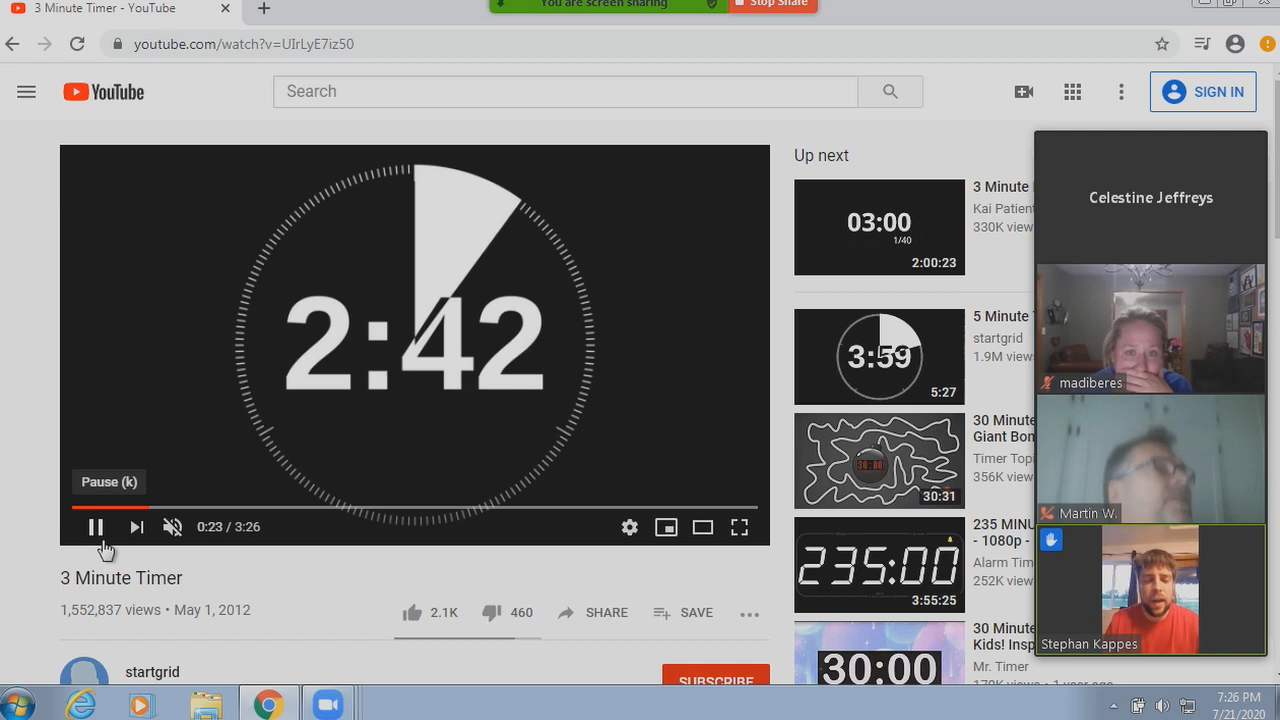 3 Minute Timer - YouTube
You are screen sharing
Stop Share
youtube.com/watch?v=UIrLyE7iz50
YouTube
Search
SIGN IN
2:42
Pause (k)
0:23 / 3:26
3 Minute Timer
1,552,837 views • May 1, 2012
2.1K
460
SHARE
SAVE
startgrid
SUBSCRIBE
Up next
03:00
1/40
2:00:23
3 Minute
Kai Patient
330K view
3:59
5:27
5 Minute
startgrid
1.9M view
30:00
30:31
30 Minute
Giant Bon
Timer Top
356K view
235:00
3:55:25
235 MINU
- 1080p -
Alarm Tim
252K view
30:00
30 Minute
Kids! Insp
Mr. Timer
Celestine Jeffreys
madiberes
Martin W.
Stephan Kappes
7:26 PM
7/21/2020